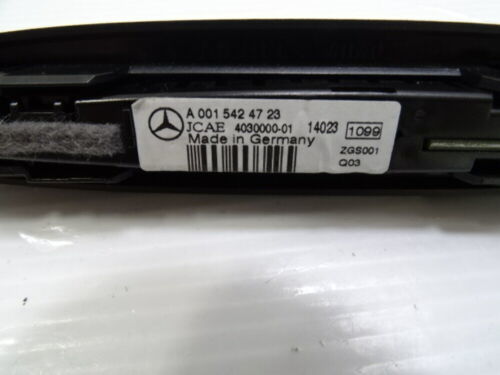 A 001 542 47 23
JCAE 4030000-01 14023 1099
Made in Germany
ZGS001
Q03